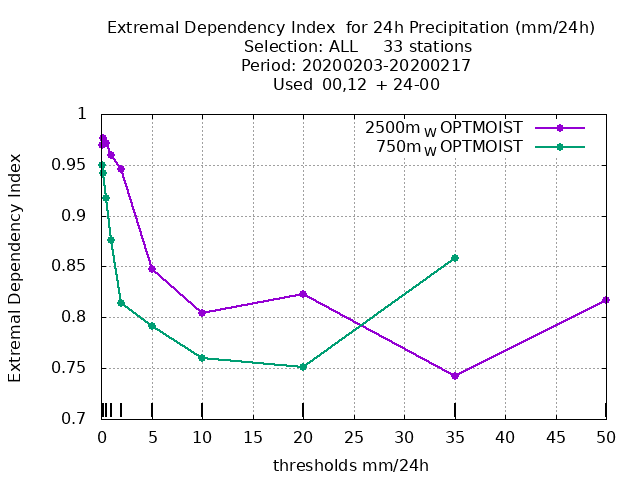 Extremal Dependency Index  for 24h Precipitation (mm/24h)
Selection: ALL     33 stations
Period: 20200203-20200217
Used  00,12  + 24-00
2500m W OPTMOIST
750m W OPTMOIST
Extremal Dependency Index
1
0.95
0.9
0.85
0.8
0.75
0.7
0 5 10 15 20 25 30 35 40 45 50
thresholds mm/24h